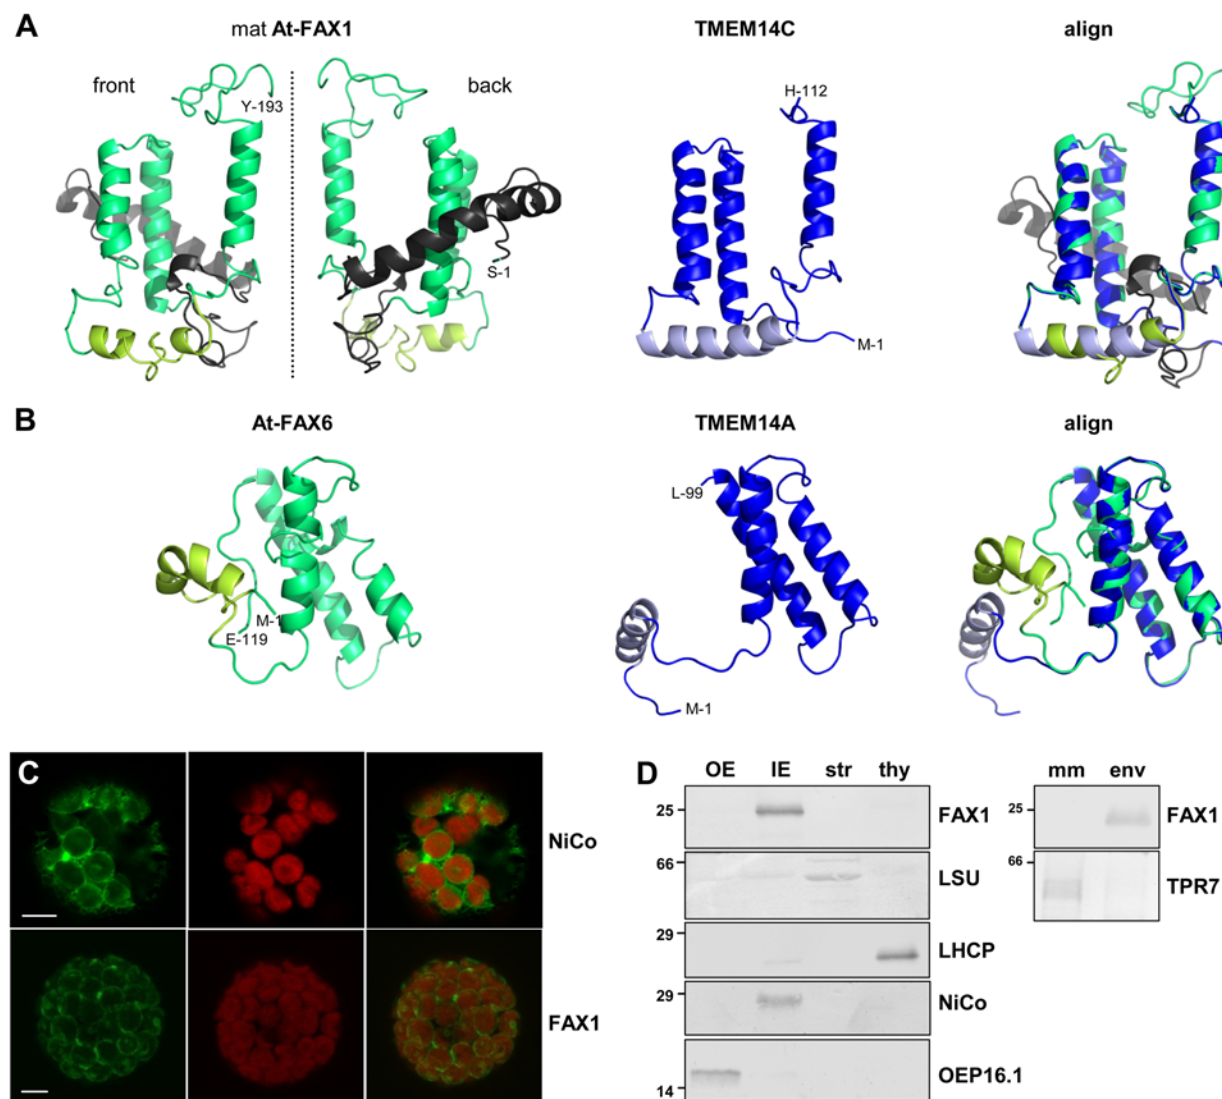 A
mat At-FAX1
TMEM14C
align
front
back
Y-193
H-112
S-1
M-1
B
At-FAX6
TMEM14A
align
L-99
M-1
E-119
M-1
C
NiCo
FAX1
D
OE IE str thy
mm env
25
FAX1
25
FAX1
66
LSU
66
TPR7
29
LHCP
29
NiCo
14
OEP16.1